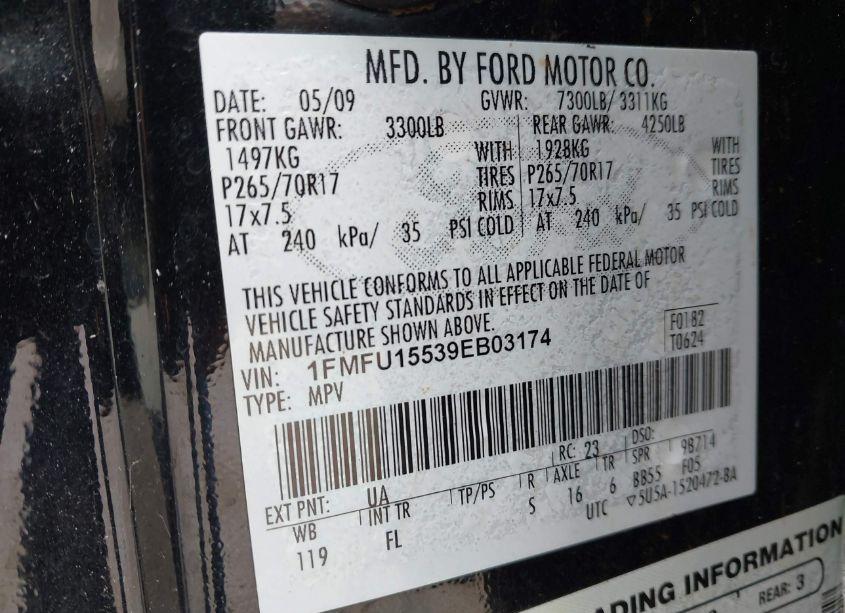 MFD. BY FORD MOTOR CO.
DATE: 05/09 GVWR: 7300LB/ 3311KG
FRONT GAWR: 3300LB REAR GAWR: 4250LB
1497KG WITH 1928KG WITH
P265/70R17 TIRES P265/70R17 TIRES
17x7.5 RIMS 17x7.5 RIMS
AT 240 kPa/ 35 PSI COLD AT 240 kPa/ 35 PSI COLD
THIS VEHICLE CONFORMS TO ALL APPLICABLE FEDERAL MOTOR
VEHICLE SAFETY STANDARDS IN EFFECT ON THE DATE OF
MANUFACTURE SHOWN ABOVE.
F0182
VIN: 1FMFU15539EB03174 T0624
TYPE: MPV
EXT PNT: UA RC: 23 DSO:
WB INT TR TP/PS R AXLE TR SPR 9B714
119 FL S 16 6 BB55 F05
UTC ▽5U5A-1520472-BA
ADING INFORMATION
REAR: 3